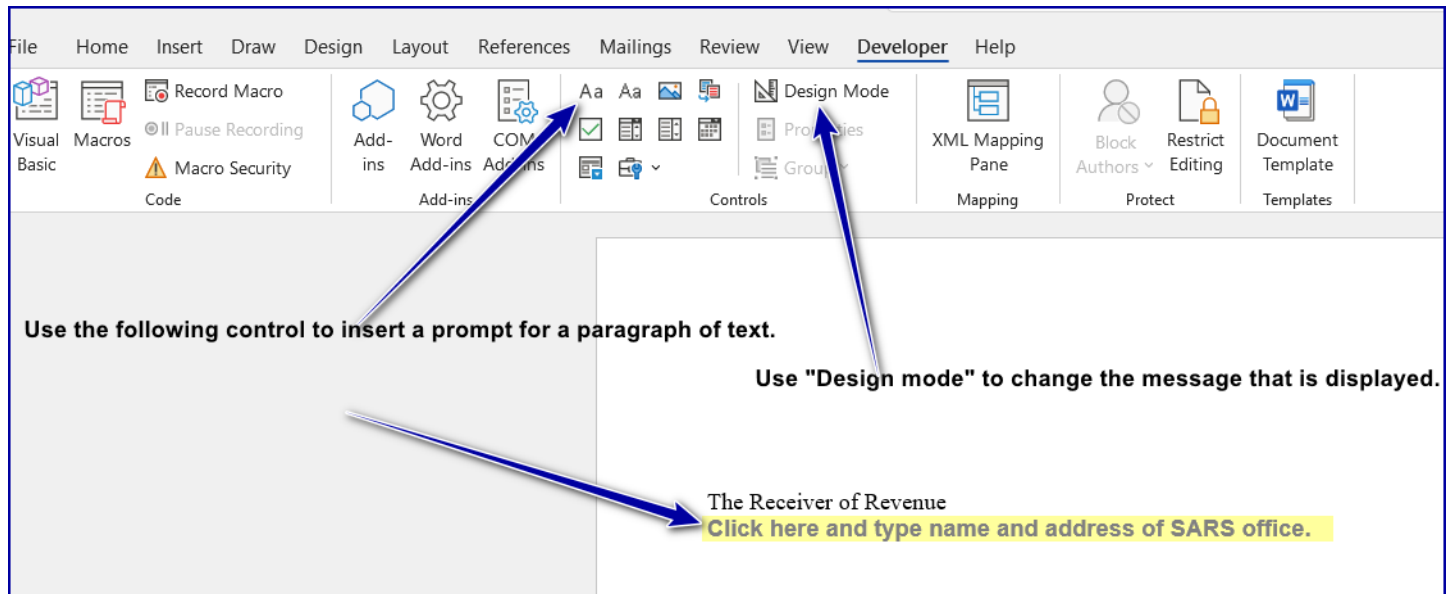 File Home Insert Draw Design Layout References Mailings Review View Developer Help
Visual Basic
Macros
Record Macro
Pause Recording
Macro Security
Code
Add-ins
Word Add-ins
COM Add-ins
Add-ins
Aa Aa
Design Mode
Properties
Group
Controls
XML Mapping Pane
Mapping
Block Authors
Restrict Editing
Protect
Document Template
Templates
Use the following control to insert a prompt for a paragraph of text.
Use "Design mode" to change the message that is displayed.
The Receiver of Revenue
Click here and type name and address of SARS office.